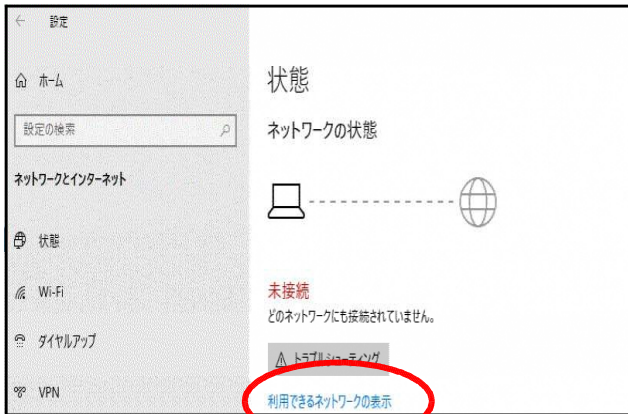 設定
ホーム
設定の検索
ネットワークとインターネット
状態
Wi-Fi
ダイヤルアップ
VPN
状態
ネットワークの状態
未接続
どのネットワークにも接続されていません。
トラブルシューティング
利用できるネットワークの表示